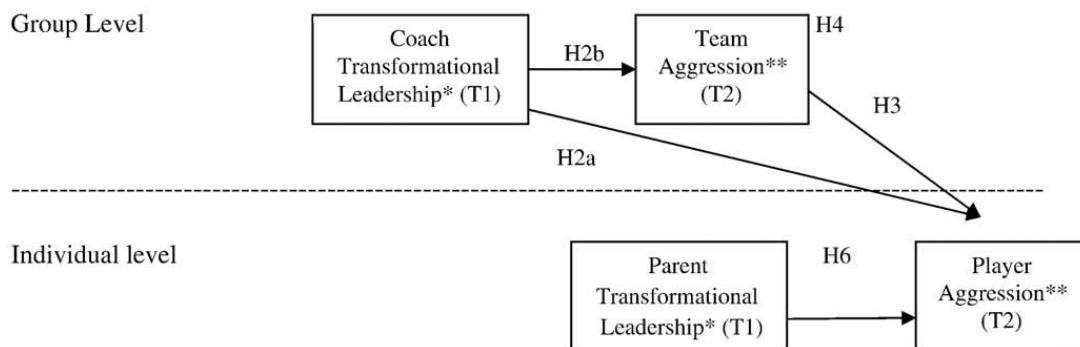 Group Level
Coach
Transformational
Leadership* (T1)
H2b
Team
Aggression**
(T2)
H4
H3
H2a
Individual level
Parent
Transformational
Leadership* (T1)
H6
Player
Aggression**
(T2)